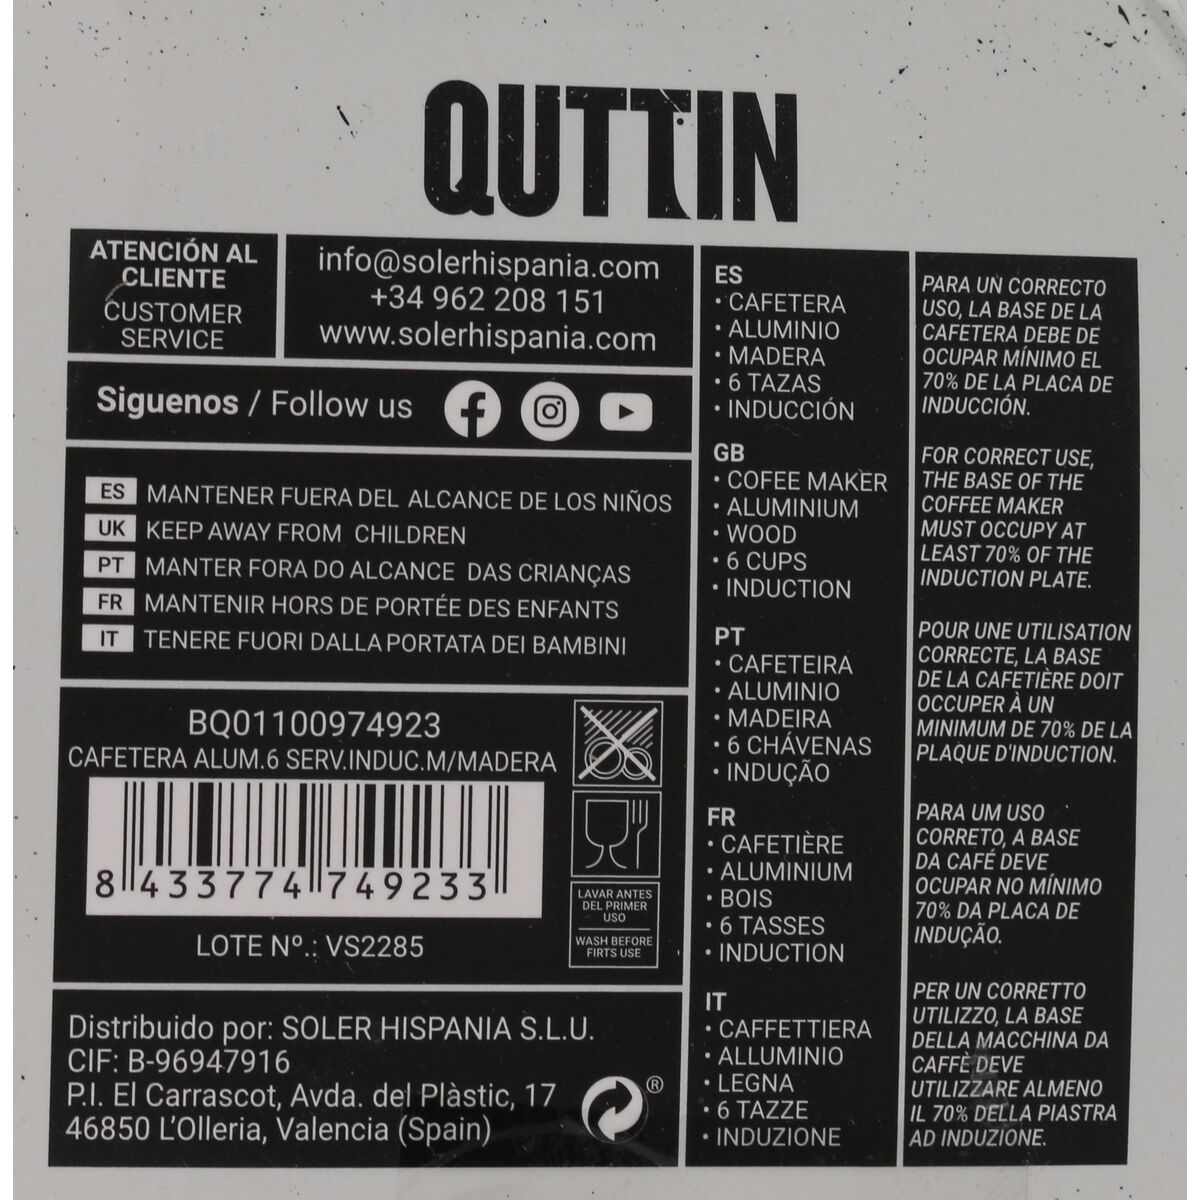 QUTTIN
ATENCIÓN AL
CLIENTE
CUSTOMER
SERVICE
info@solerhispania.com
+34 962 208 151
www.solerhispania.com
Siguenos / Follow us
ES MANTENER FUERA DEL ALCANCE DE LOS NIÑOS
UK KEEP AWAY FROM CHILDREN
PT MANTER FORA DO ALCANCE DAS CRIANÇAS
FR MANTENIR HORS DE PORTÉE DES ENFANTS
IT TENERE FUORI DALLA PORTATA DEI BAMBINI
BQ01100974923
CAFETERA ALUM.6 SERV.INDUC.M/MADERA
8 433774 749233
LOTE Nº.: VS2285
LAVAR ANTES
DEL PRIMER
USO
WASH BEFORE
FIRTS USE
Distribuido por: SOLER HISPANIA S.L.U.
CIF: B-96947916
P.I. El Carrascot, Avda. del Plàstic, 17
46850 L'Olleria, Valencia (Spain)
®
ES
• CAFETERA
• ALUMINIO
• MADERA
• 6 TAZAS
• INDUCCIÓN
GB
• COFEE MAKER
• ALUMINIUM
• WOOD
• 6 CUPS
• INDUCTION
PT
• CAFETEIRA
• ALUMINIO
• MADEIRA
• 6 CHÁVENAS
• INDUÇÃO
FR
• CAFETIÈRE
• ALUMINIUM
• BOIS
• 6 TASSES
• INDUCTION
IT
• CAFFETTIERA
• ALLUMINIO
• LEGNA
• 6 TAZZE
• INDUZIONE
PARA UN CORRECTO
USO, LA BASE DE LA
CAFETERA DEBE DE
OCUPAR MÍNIMO EL
70% DE LA PLACA DE
INDUCCIÓN.
FOR CORRECT USE,
THE BASE OF THE
COFFEE MAKER
MUST OCCUPY AT
LEAST 70% OF THE
INDUCTION PLATE.
POUR UNE UTILISATION
CORRECTE, LA BASE
DE LA CAFETIÈRE DOIT
OCCUPER À UN
MINIMUM DE 70% DE LA
PLAQUE D'INDUCTION.
PARA UM USO
CORRETO, A BASE
DA CAFÉ DEVE
OCUPAR NO MÍNIMO
70% DA PLACA DE
INDUÇÃO.
PER UN CORRETTO
UTILIZZO, LA BASE
DELLA MACCHINA DA
CAFFÈ DEVE
UTILIZZARE ALMENO
IL 70% DELLA PIASTRA
AD INDUZIONE.